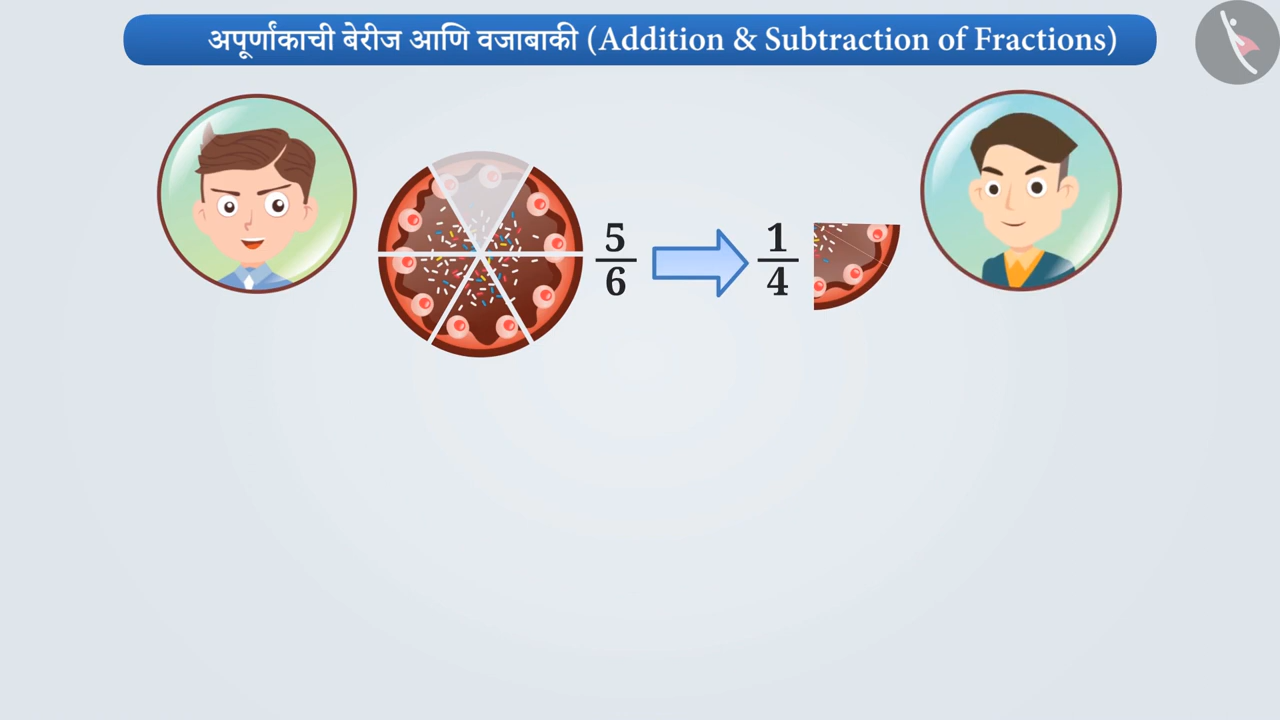 अपूर्णांकाची बेरीज आणि वजाबाकी (Addition & Subtraction of Fractions)
5/6
1/4